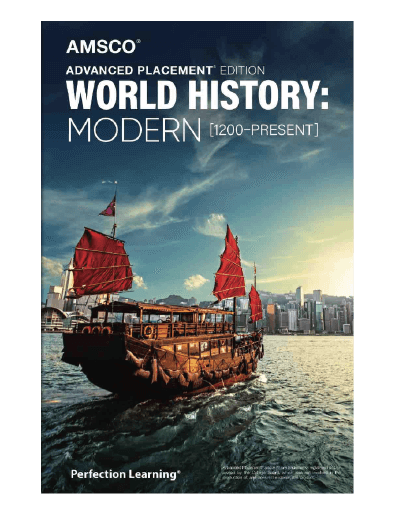 AMSCO®
ADVANCED PLACEMENT® EDITION
WORLD HISTORY:
MODERN [1200–PRESENT]
Perfection Learning®